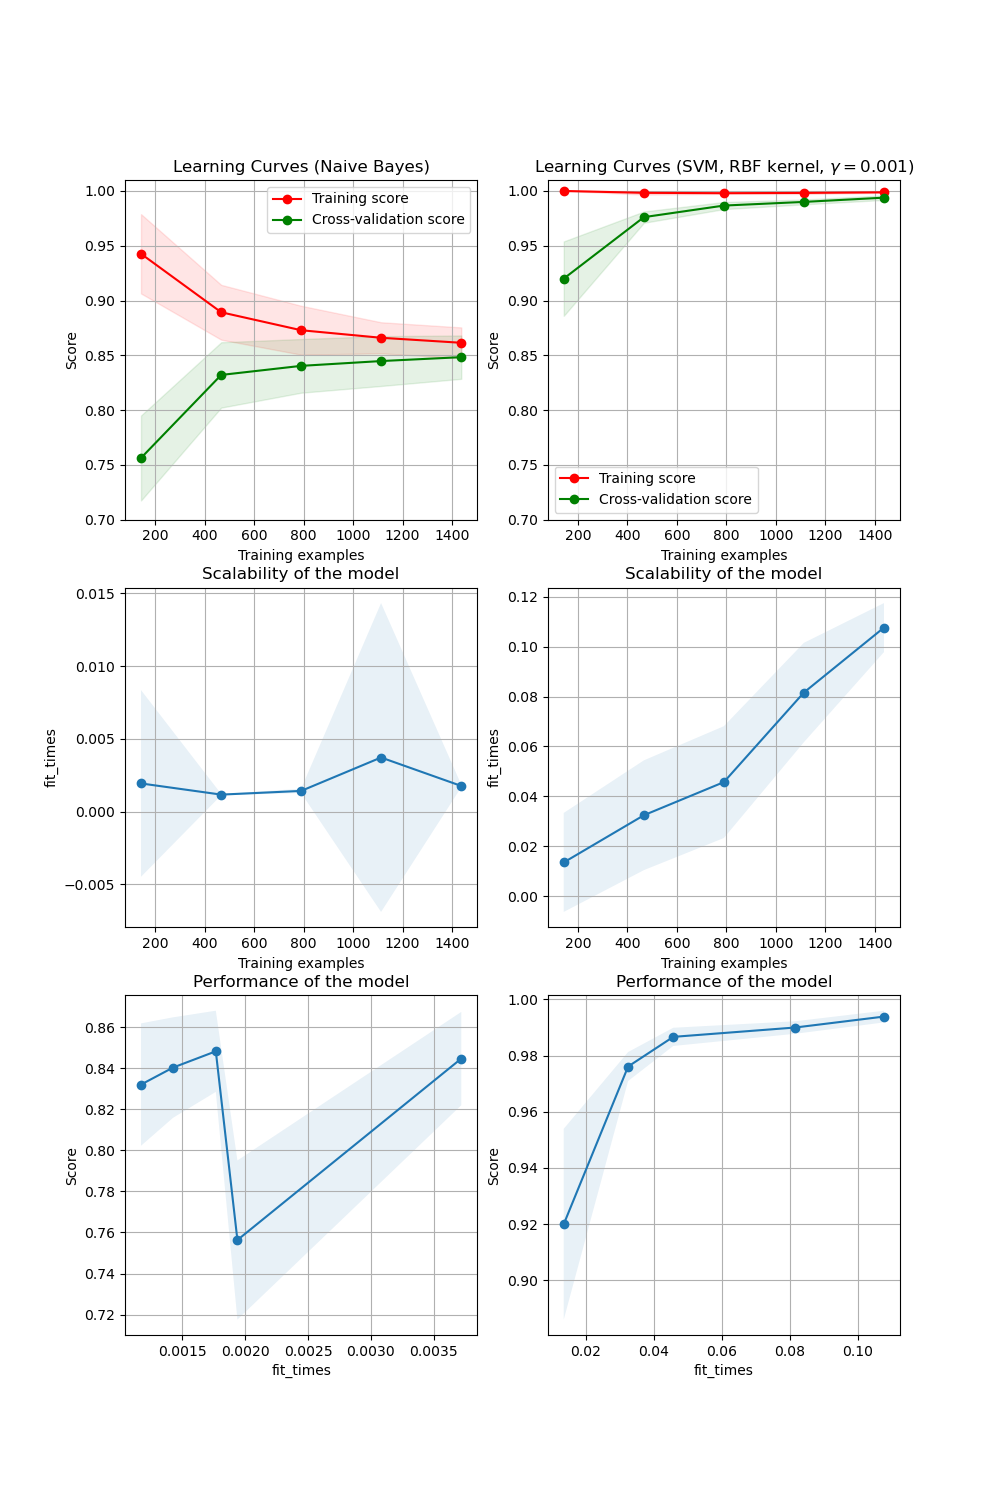 Learning Curves (Naive Bayes)
1.00
0.95
0.90
0.85
0.80
0.75
0.70
Score
Training score
Cross-validation score
200 400 600 800 1000 1200 1400
Training examples
Learning Curves (SVM, RBF kernel, γ = 0.001)
1.00
0.95
0.90
0.85
0.80
0.75
0.70
Score
Training score
Cross-validation score
200 400 600 800 1000 1200 1400
Training examples
Scalability of the model
0.015
0.010
0.005
0.000
−0.005
fit_times
200 400 600 800 1000 1200 1400
Training examples
Scalability of the model
0.12
0.10
0.08
0.06
0.04
0.02
0.00
fit_times
200 400 600 800 1000 1200 1400
Training examples
Performance of the model
0.86
0.84
0.82
0.80
0.78
0.76
0.74
0.72
Score
0.0015 0.0020 0.0025 0.0030 0.0035
fit_times
Performance of the model
1.00
0.98
0.96
0.94
0.92
0.90
Score
0.02 0.04 0.06 0.08 0.10
fit_times